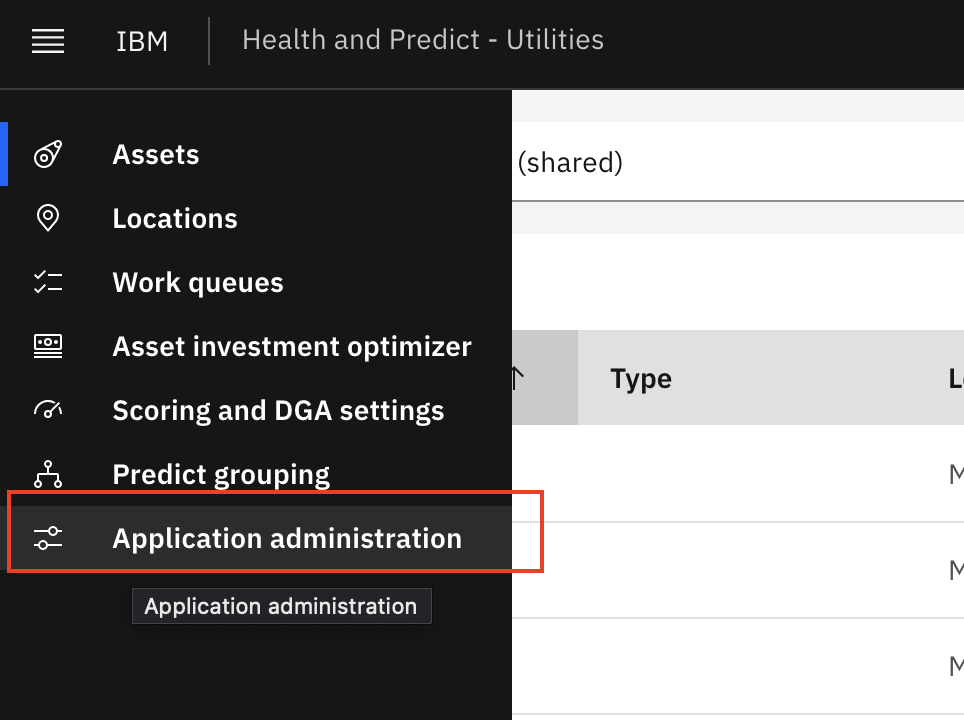 IBM Health and Predict - Utilities
Assets
(shared)
Locations
Work queues
Asset investment optimizer
Type
Scoring and DGA settings
Predict grouping
Application administration
Application administration